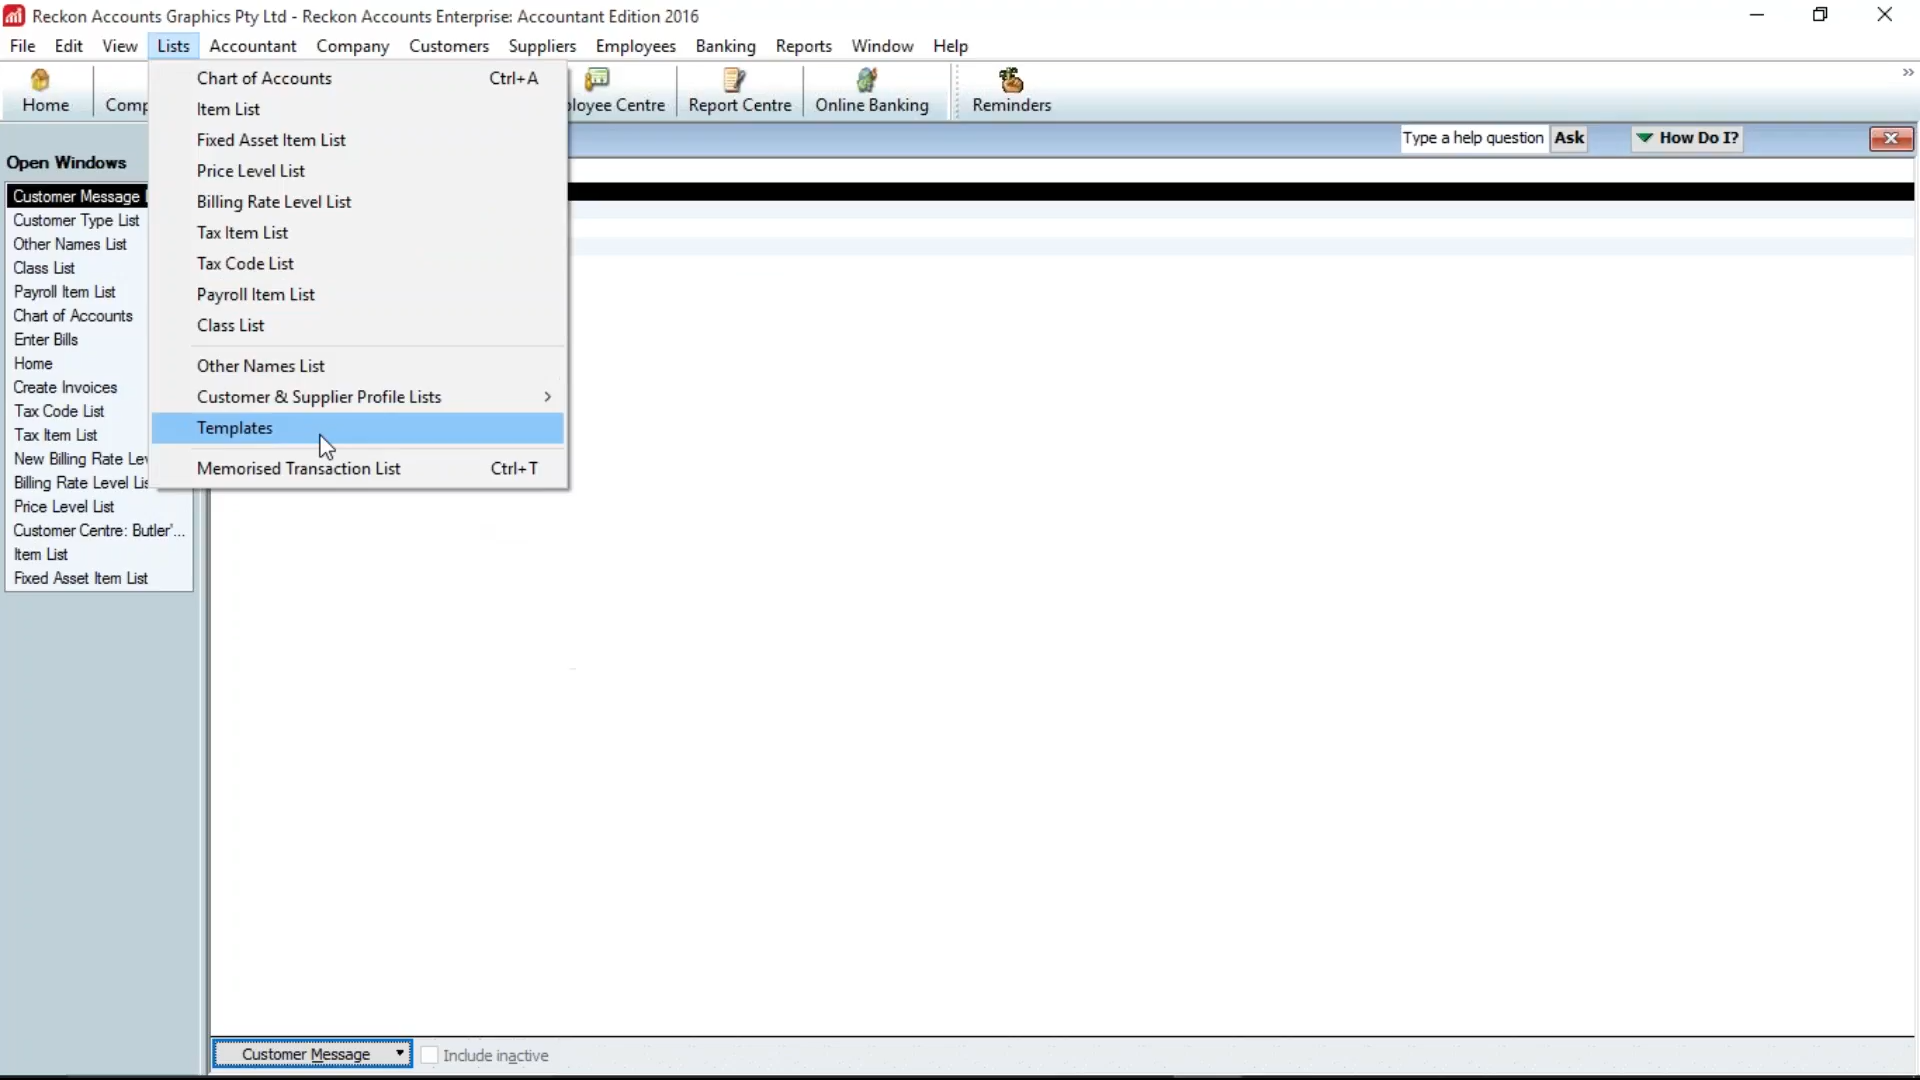 Reckon Accounts Graphics Pty Ltd - Reckon Accounts Enterprise: Accountant Edition 2016
File Edit View Lists Accountant Company Customers Suppliers Employees Banking Reports Window Help
Home Comp loyee Centre Report Centre Online Banking Reminders
Type a help question Ask How Do I?
Chart of Accounts Ctrl+A
Item List
Fixed Asset Item List
Price Level List
Billing Rate Level List
Tax Item List
Tax Code List
Payroll Item List
Class List
Other Names List
Customer & Supplier Profile Lists
Templates
Memorised Transaction List Ctrl+T
Open Windows
Customer Message
Customer Type List
Other Names List
Class List
Payroll Item List
Chart of Accounts
Enter Bills
Home
Create Invoices
Tax Code List
Tax Item List
New Billing Rate Lev
Billing Rate Level Lis
Price Level List
Customer Centre: Butler'...
Item List
Fixed Asset Item List
Customer Message Include inactive